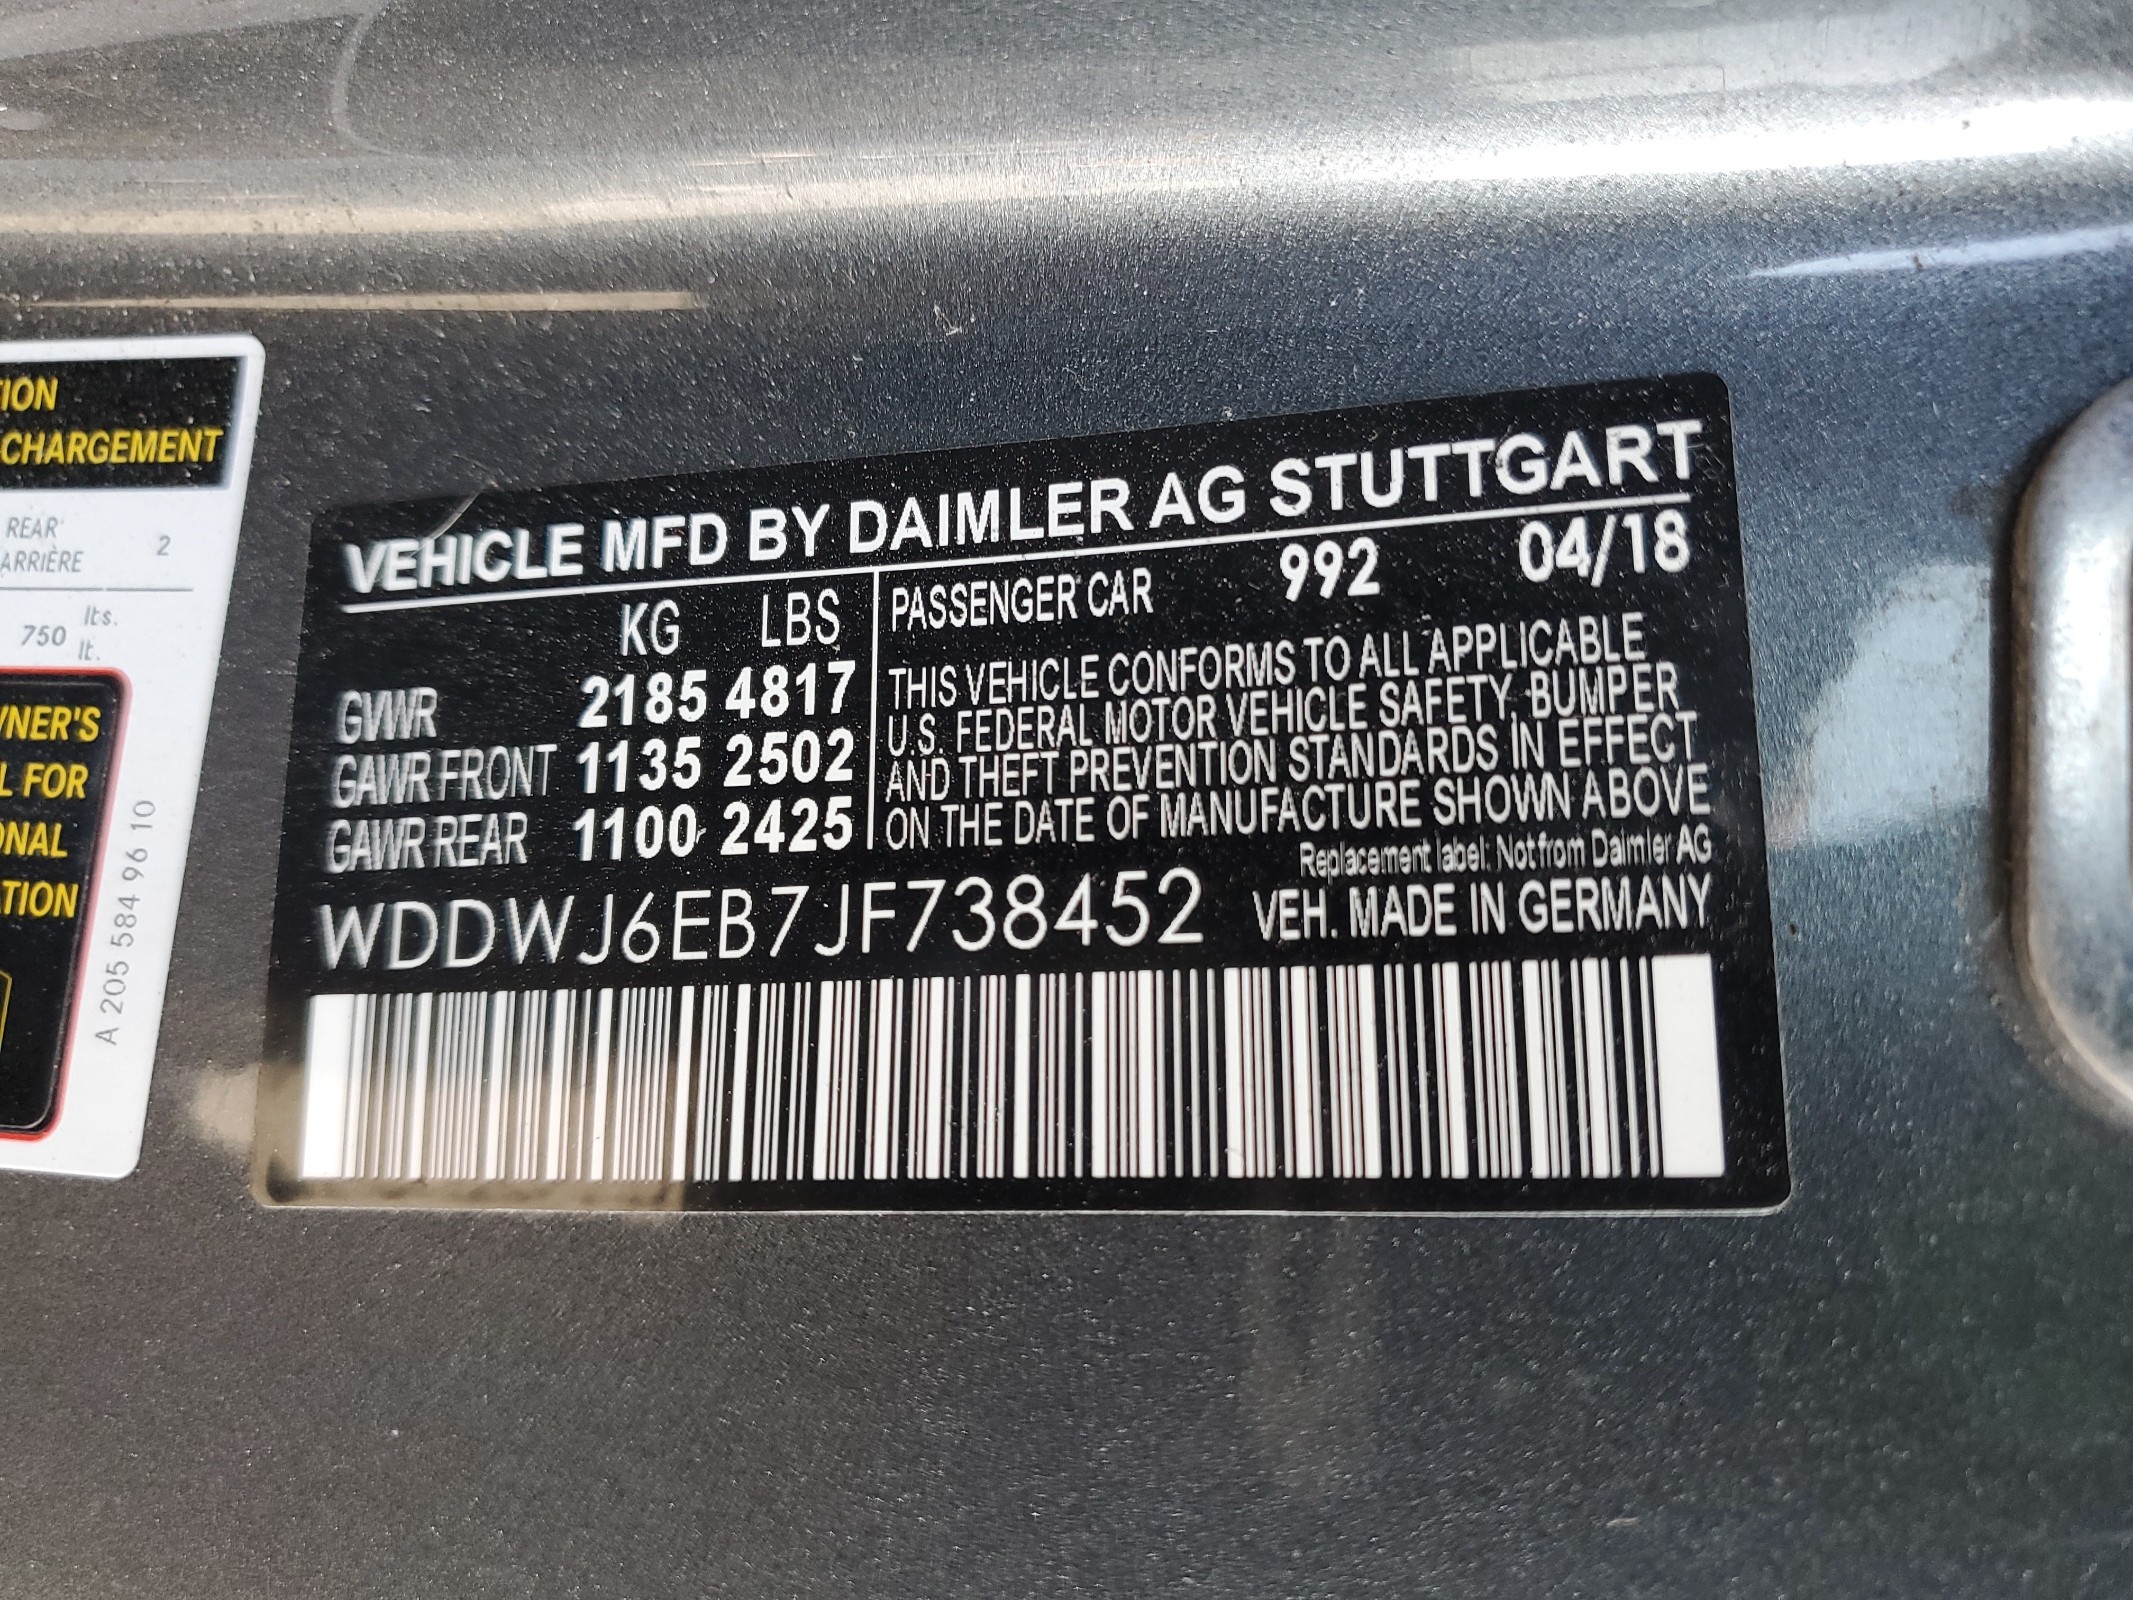 TION
CHARGEMENT
REAR
ARRIÈRE 2
750 lts.
lt.
WNER'S
L FOR
ONAL
ATION
A 205 584 96 10
VEHICLE MFD BY DAIMLER AG STUTTGART
KG LBS
GVWR 2185 4817
GAWR FRONT 1135 2502
GAWR REAR 1100 2425
PASSENGER CAR 992 04/18
THIS VEHICLE CONFORMS TO ALL APPLICABLE
U.S. FEDERAL MOTOR VEHICLE SAFETY, BUMPER
AND THEFT PREVENTION STANDARDS IN EFFECT
ON THE DATE OF MANUFACTURE SHOWN ABOVE
Replacement label: Not from Daimler AG
WDDWJ6EB7JF738452 VEH. MADE IN GERMANY